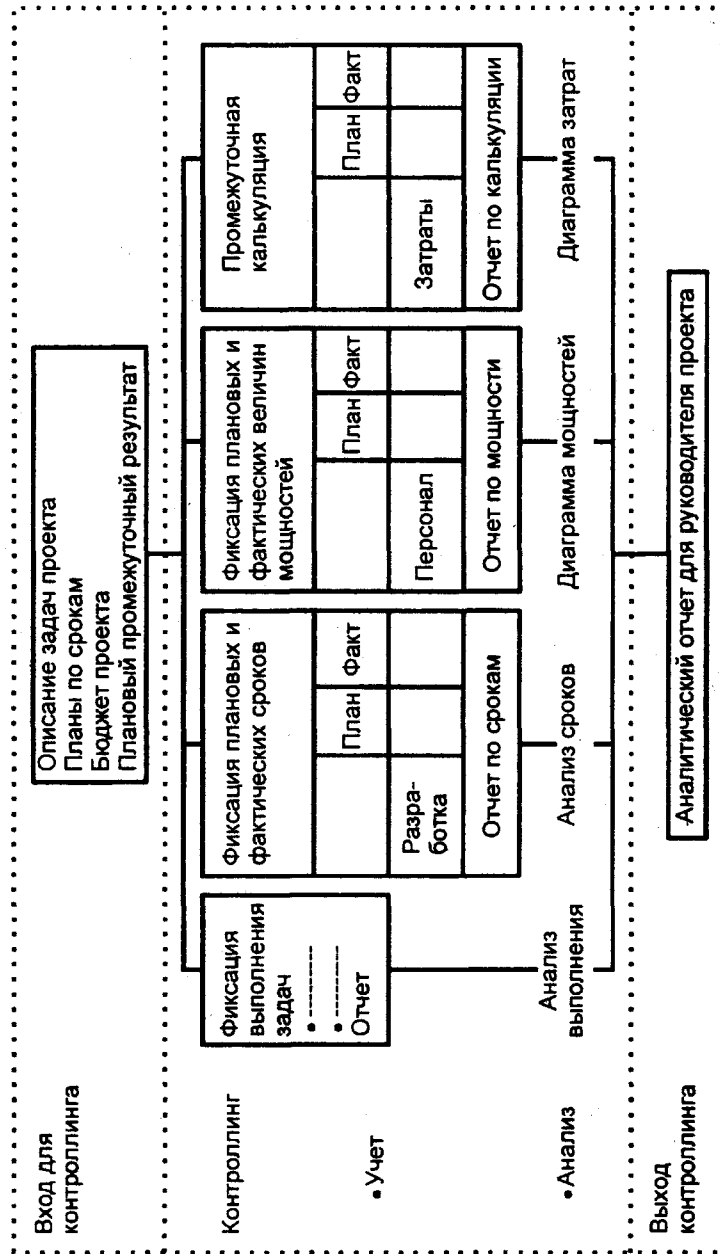 Вход для
контроллинга
Описание задач проекта
Планы по срокам
Бюджет проекта
Плановый промежуточный результат
Контроллинг
• Учет
• Анализ
Фиксация
выполнения
задач
• --------
• --------
Отчет
Анализ
выполнения
Фиксация плановых и
фактических сроков
План Факт
Разра-
ботка
Отчет по срокам
Анализ сроков
Фиксация плановых и
фактических величин
мощностей
План Факт
Персонал
Отчет по мощности
Диаграмма мощностей
Промежуточная
калькуляция
План Факт
Затраты
Отчет по калькуляции
Диаграмма затрат
Выход
контроллинга
Аналитический отчет для руководителя проекта